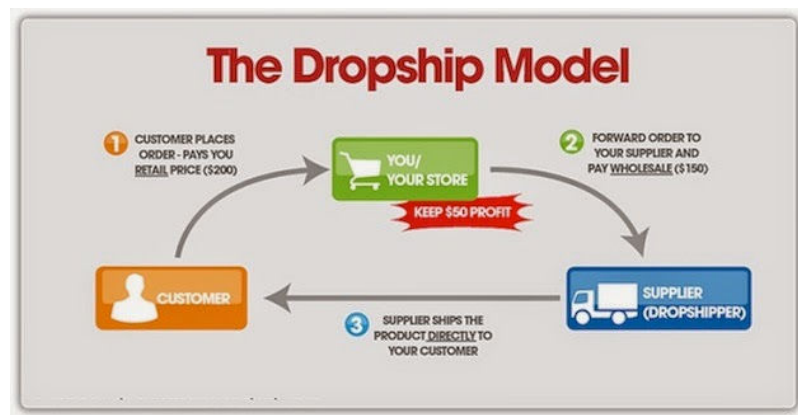 The Dropship Model
1
CUSTOMER PLACES
ORDER - PAYS YOU
RETAIL PRICE ($200)
YOU/
YOUR STORE
KEEP $50 PROFIT
2
FORWARD ORDER TO
YOUR SUPPLIER AND
PAY WHOLESALE ($150)
CUSTOMER
SUPPLIER
(DROPSHIPPER)
3
SUPPLIER SHIPS THE
PRODUCT DIRECTLY TO
YOUR CUSTOMER